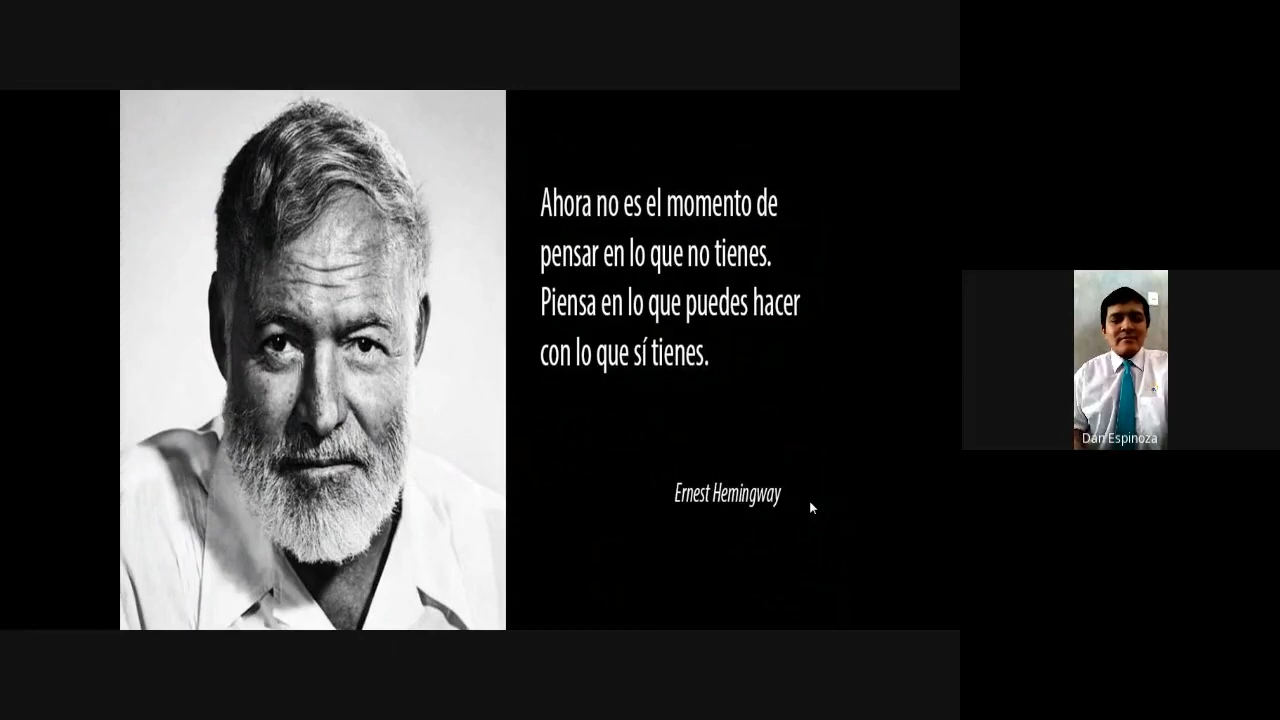 Ahora no es el momento de
pensar en lo que no tienes.
Piensa en lo que puedes hacer
con lo que sí tienes.
Ernest Hemingway
Dan Espinoza